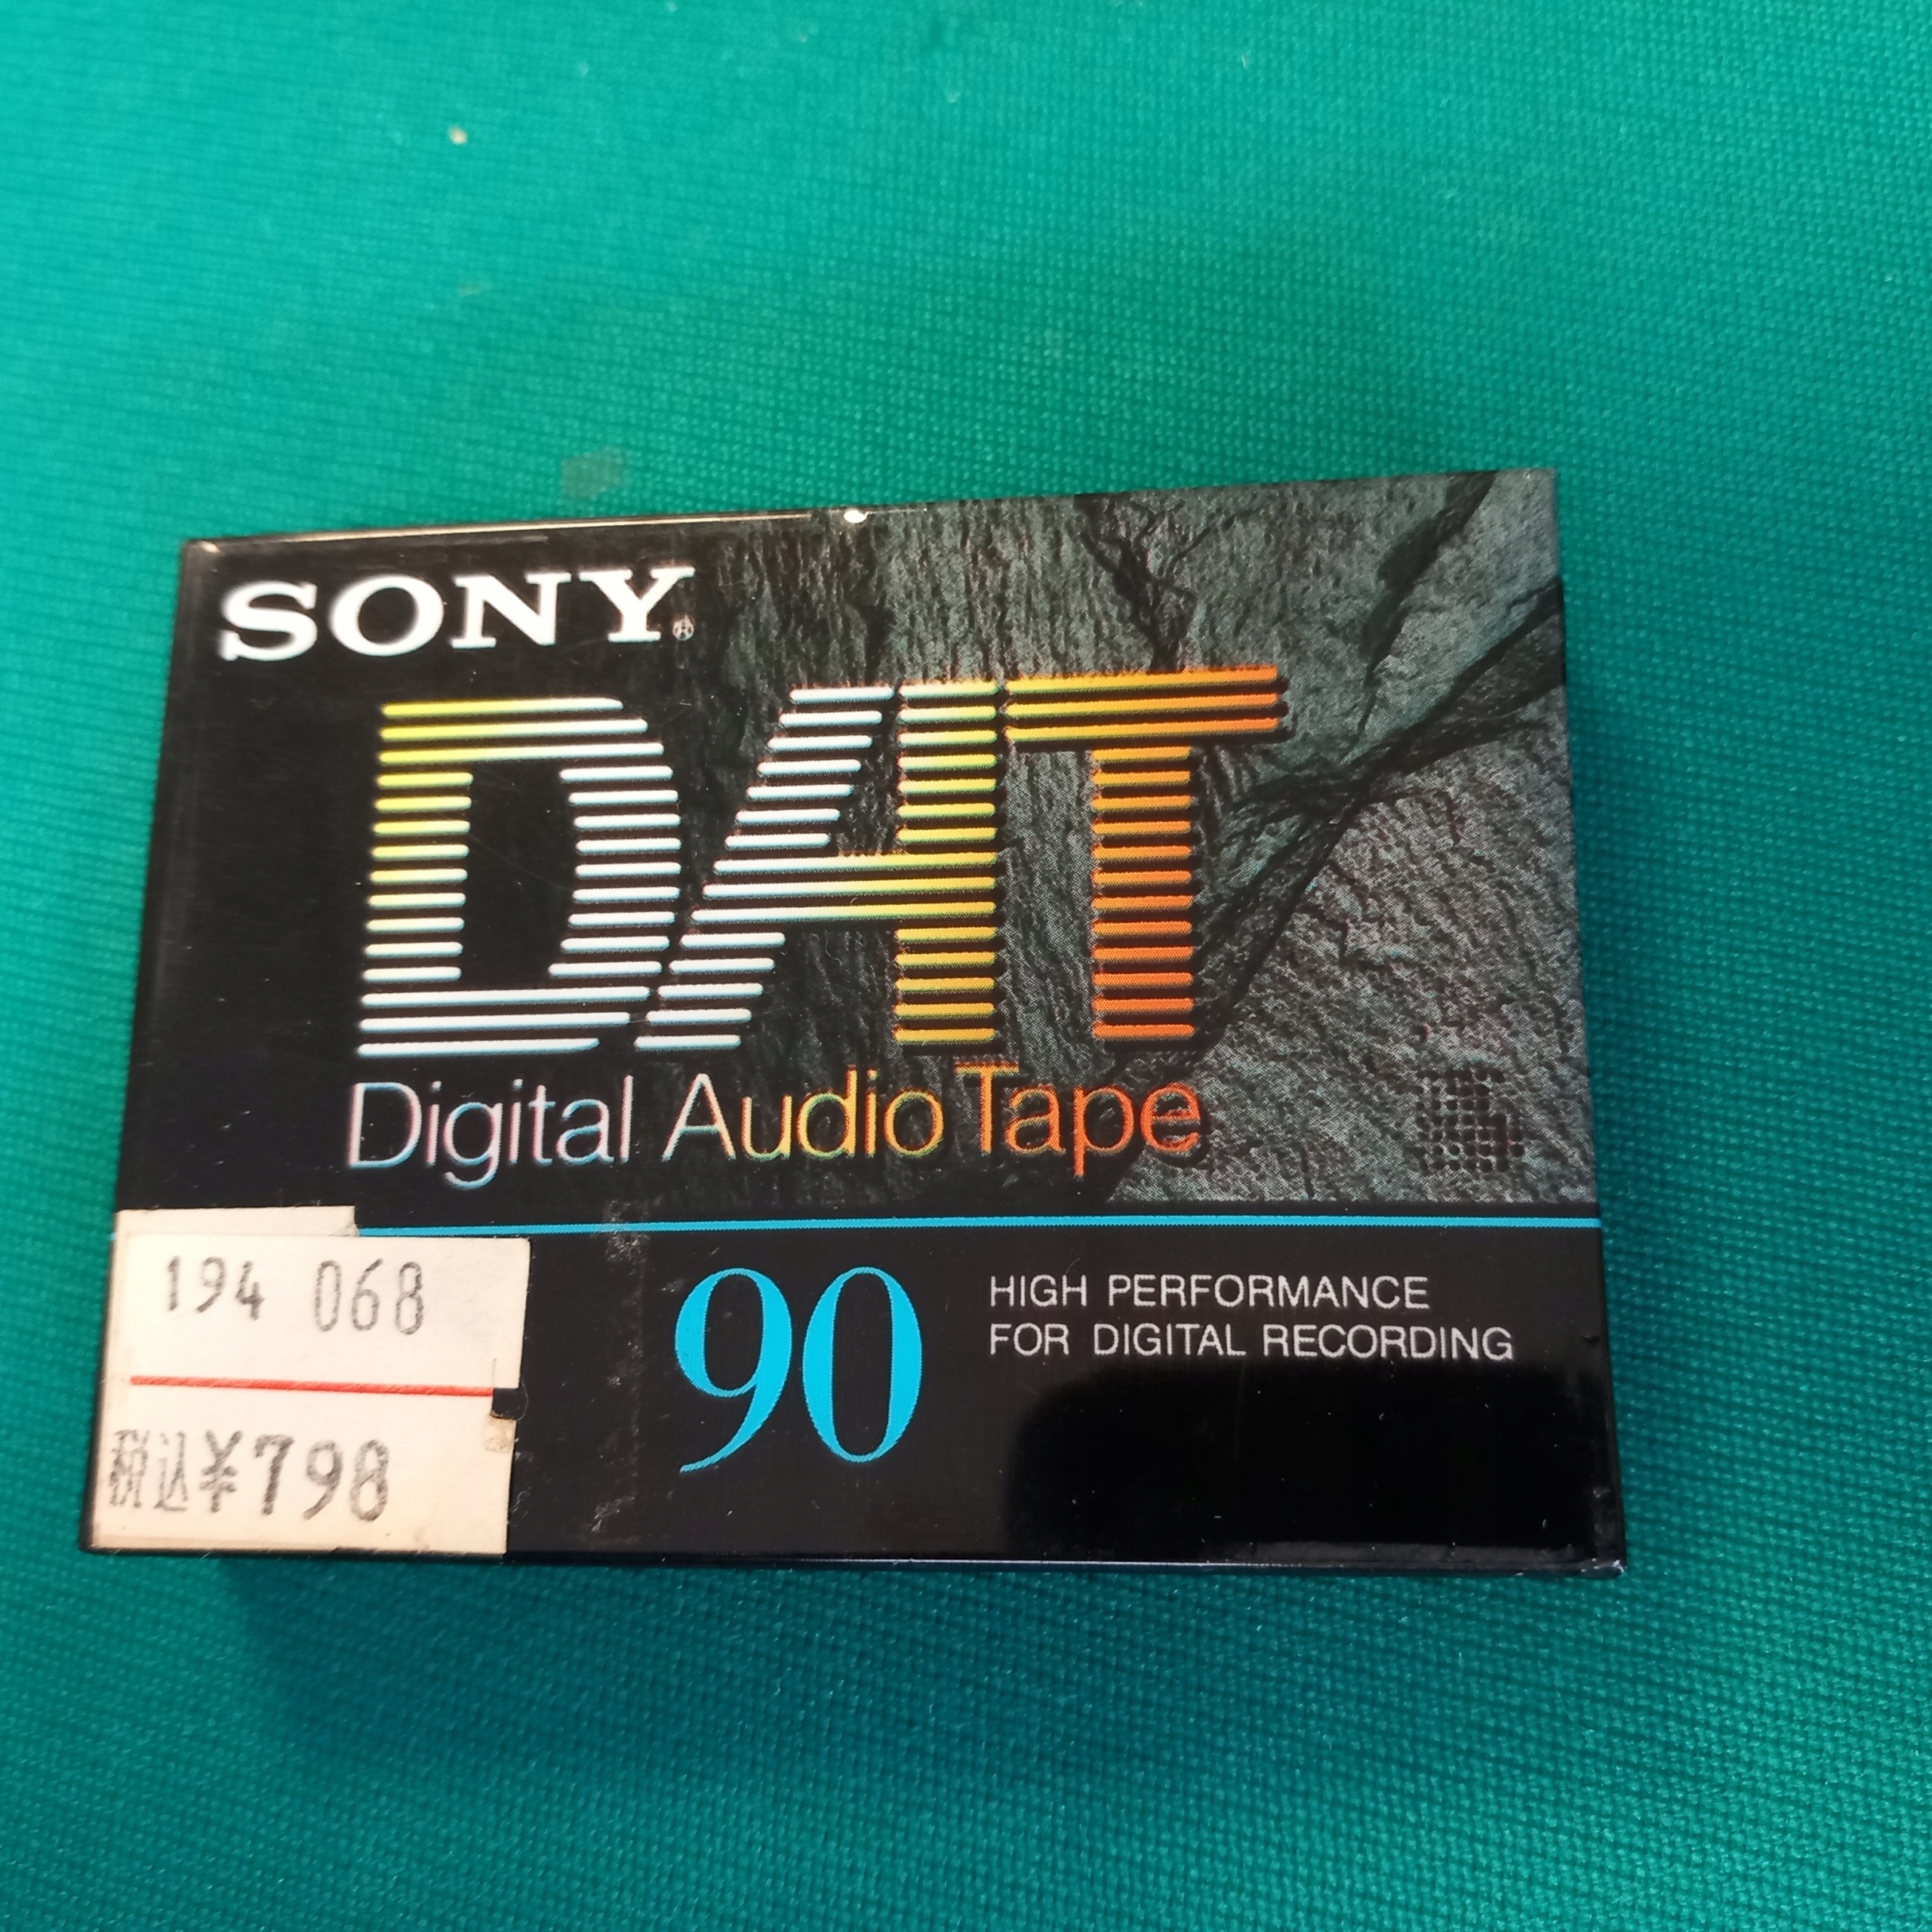 SONY®
DAT
Digital Audio Tape
194 068
90
HIGH PERFORMANCE
FOR DIGITAL RECORDING
税込¥798